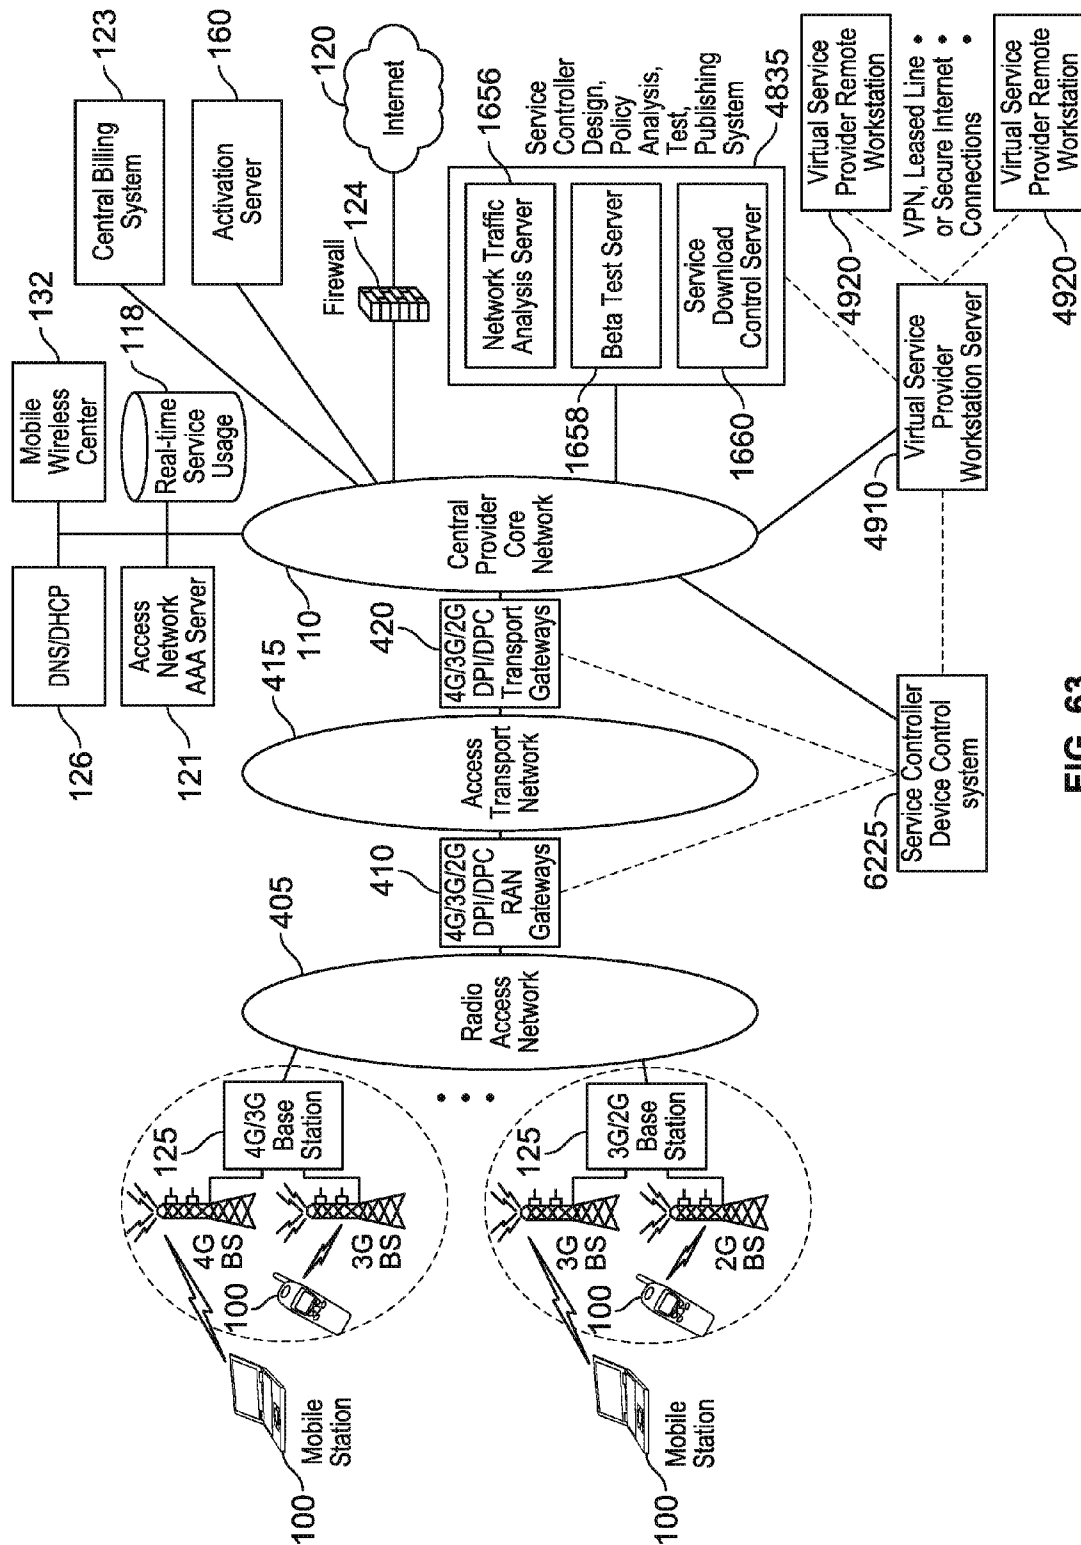 126
DNS/DHCP
Mobile
Wireless
Center
132
121
Access
Network
AAA Server
Real-time
Service
Usage
118
Central Billing
System
123
Activation
Server
160
Mobile
Station
100
100
4G
BS
3G
BS
125
4G/3G
Base
Station
Mobile
Station
100
100
3G
BS
2G
BS
125
3G/2G
Base
Station
Radio
Access
Network
405
4G/3G/2G
DPI/DPC
RAN
Gateways
410
Access
Transport
Network
415
4G/3G/2G
DPI/DPC
Transport
Gateways
420
Central
Provider
Core
Network
110
Firewall
124
Internet
120
Network Traffic
Analysis Server
1656
Beta Test Server
1658
Service
Download
Control Server
1660
Service
Controller
Design,
Policy
Analysis,
Test,
Publishing
System
4835
6225
Service Controller
Device Control
system
4910
Virtual Service
Provider
Workstation Server
4920
Virtual Service
Provider Remote
Workstation
VPN, Leased Line
or Secure Internet
Connections
4920
Virtual Service
Provider Remote
Workstation
FIG. 63